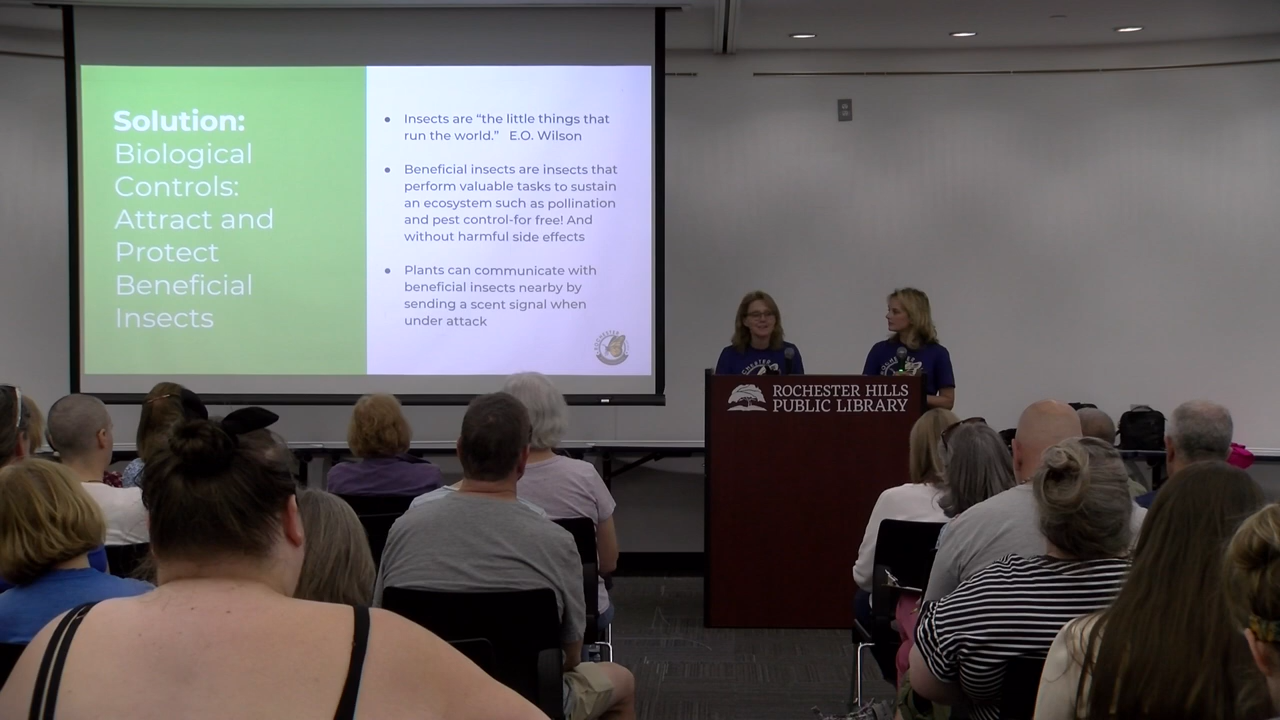 Solution:
Biological
Controls:
Attract and
Protect
Beneficial
Insects
● Insects are “the little things that
run the world.” E.O. Wilson
● Beneficial insects are insects that
perform valuable tasks to sustain
an ecosystem such as pollination
and pest control-for free! And
without harmful side effects
● Plants can communicate with
beneficial insects nearby by
sending a scent signal when
under attack
ROCHESTER
ROCHESTER HILLS
PUBLIC LIBRARY